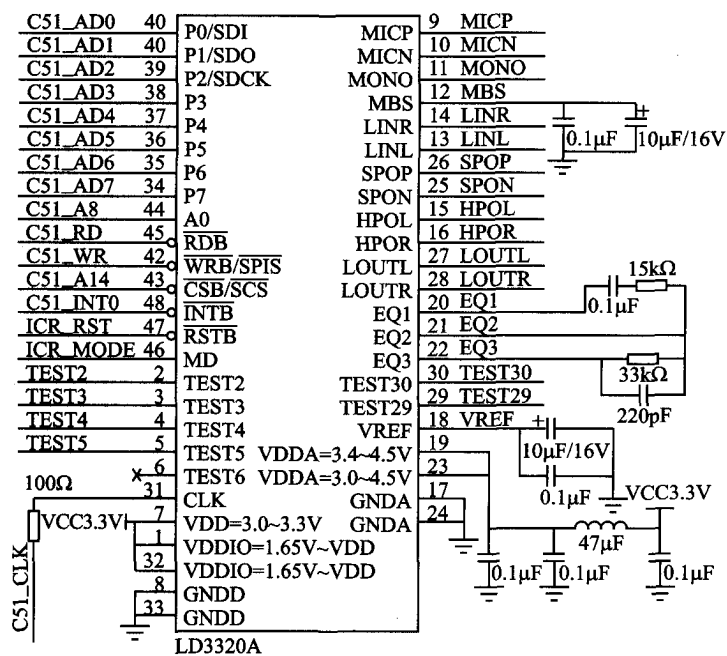 C51_AD0 40 P0/SDI
C51_AD1 40 P1/SDO
C51_AD2 39 P2/SDCK
C51_AD3 38 P3
C51_AD4 37 P4
C51_AD5 36 P5
C51_AD6 35 P6
C51_AD7 34 P7
C51_A8 44 A0
C51_RD 45 RDB
C51_WR 42 WRB/SPIS
C51_A14 43 CSB/SCS
C51_INT0 48 INTB
ICR_RST 47 RSTB
ICR_MODE 46 MD
TEST2 2 TEST2
TEST3 3 TEST3
TEST4 4 TEST4
TEST5 5 TEST5
6 TEST6
100Ω 31 CLK
VCC3.3V 7 VDD=3.0~3.3V
1 VDDIO=1.65V~VDD
32 VDDIO=1.65V~VDD
8 GNDD
33 GNDD
C51_CLK
MICP 9 MICP
MICN 10 MICN
MONO 11 MONO
MBS 12 MBS
LINR 14 LINR
LINL 13 LINL
SPOP 26 SPOP
SPON 25 SPON
HPOL 15 HPOL
HPOR 16 HPOR
LOUTL 27 LOUTL
LOUTR 28 LOUTR
EQ1 20 EQ1
EQ2 21 EQ2
EQ3 22 EQ3
TEST30 30 TEST30
TEST29 29 TEST29
VREF 18 VREF
VDDA=3.4~4.5V 19
VDDA=3.0~4.5V 23
GNDA 17
GNDA 24
0.1μF
+
10μF/16V
15kΩ
0.1μF
33kΩ
220pF
+
10μF/16V
0.1μF
VCC3.3V
47μF
0.1μF
0.1μF
0.1μF
LD3320A